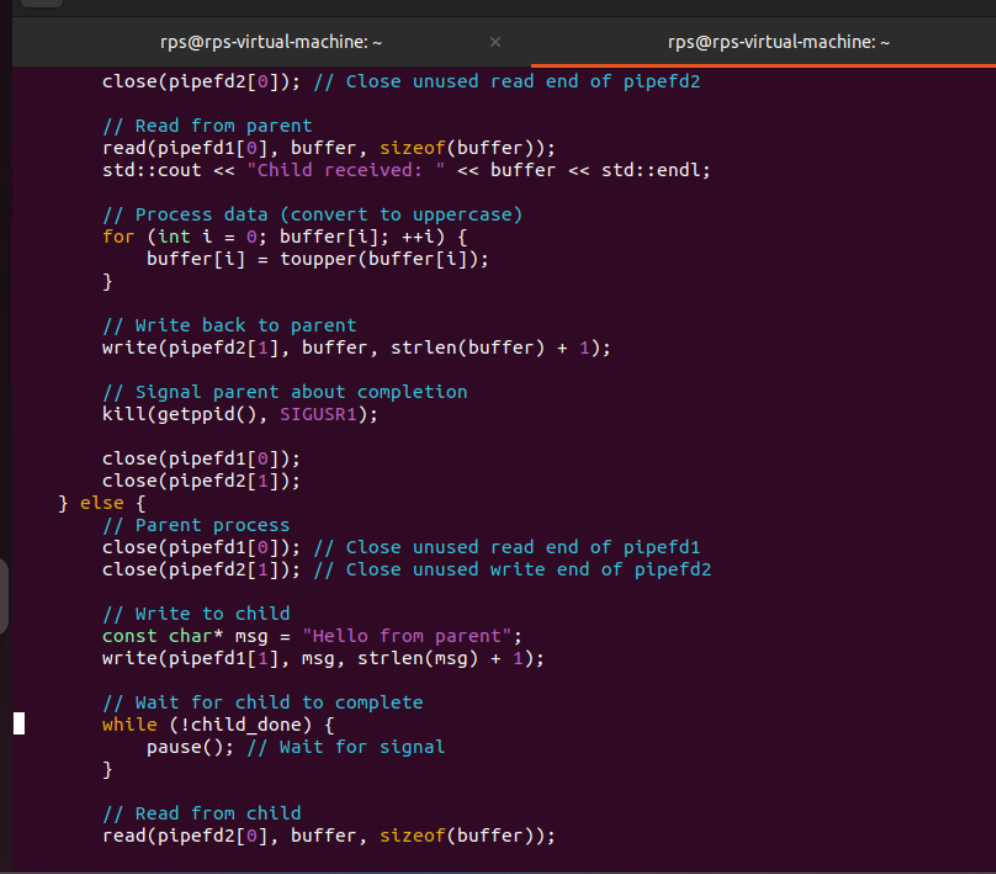 rps@rps-virtual-machine: ~ × rps@rps-virtual-machine: ~
close(pipefd2[0]); // Close unused read end of pipefd2
// Read from parent
read(pipefd1[0], buffer, sizeof(buffer));
std::cout << "Child received: " << buffer << std::endl;
// Process data (convert to uppercase)
for (int i = 0; buffer[i]; ++i) {
buffer[i] = toupper(buffer[i]);
}
// Write back to parent
write(pipefd2[1], buffer, strlen(buffer) + 1);
// Signal parent about completion
kill(getppid(), SIGUSR1);
close(pipefd1[0]);
close(pipefd2[1]);
} else {
// Parent process
close(pipefd1[0]); // Close unused read end of pipefd1
close(pipefd2[1]); // Close unused write end of pipefd2
// Write to child
const char* msg = "Hello from parent";
write(pipefd1[1], msg, strlen(msg) + 1);
// Wait for child to complete
while (!child_done) {
pause(); // Wait for signal
}
// Read from child
read(pipefd2[0], buffer, sizeof(buffer));